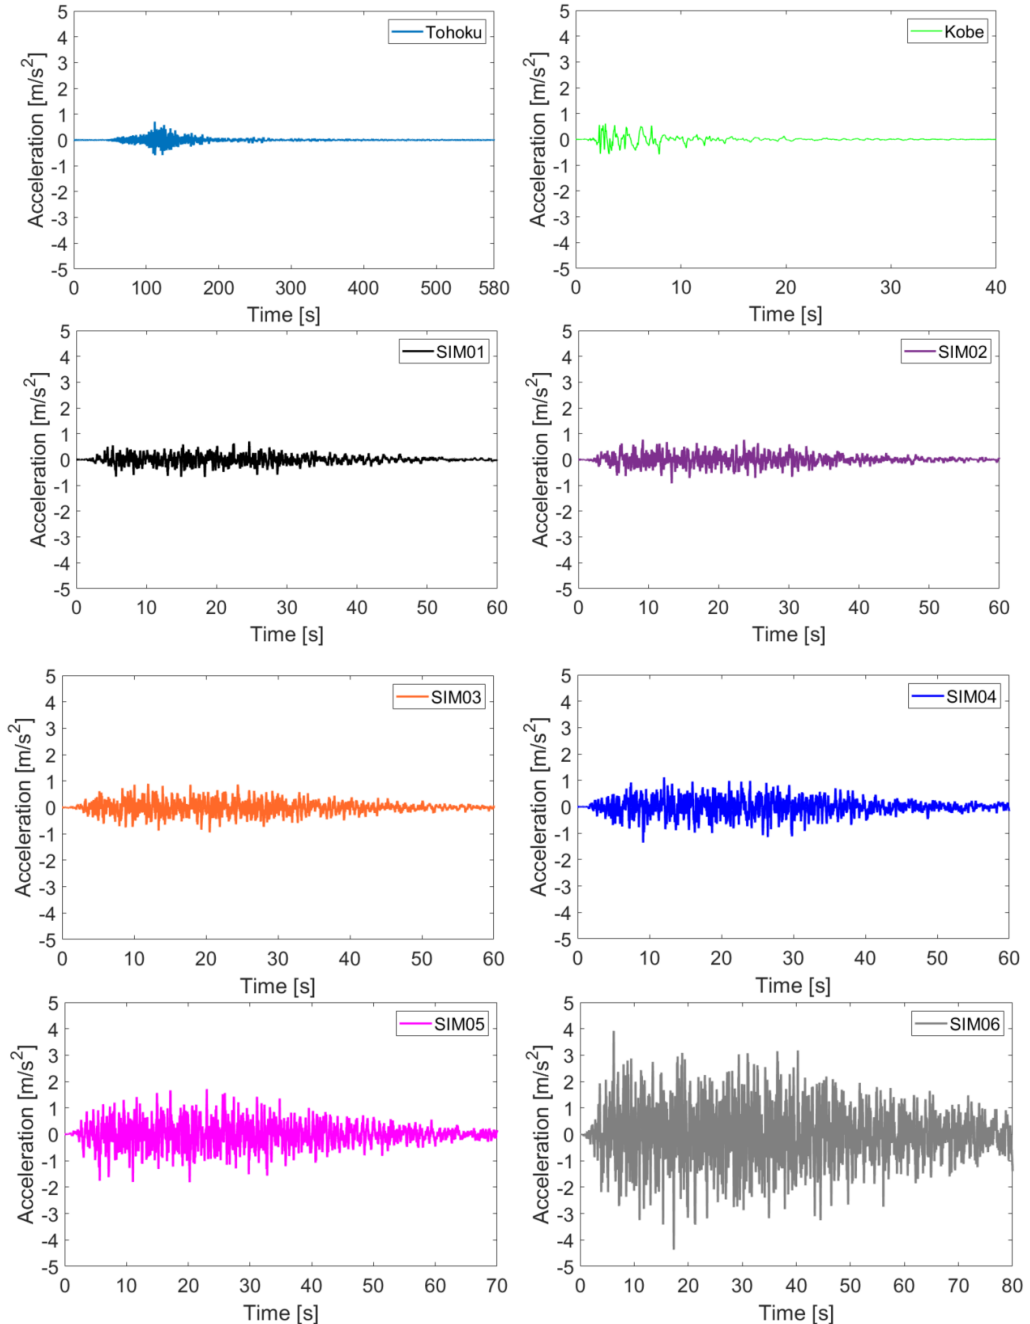 Acceleration [m/s²]
5
4
3
2
1
0
-1
-2
-3
-4
-5
Tohoku
0 100 200 300 400 500 580
Time [s]
Acceleration [m/s²]
5
4
3
2
1
0
-1
-2
-3
-4
-5
Kobe
0 10 20 30 40
Time [s]
Acceleration [m/s²]
5
4
3
2
1
0
-1
-2
-3
-4
-5
SIM01
0 10 20 30 40 50 60
Time [s]
Acceleration [m/s²]
5
4
3
2
1
0
-1
-2
-3
-4
-5
SIM02
0 10 20 30 40 50 60
Time [s]
Acceleration [m/s²]
5
4
3
2
1
0
-1
-2
-3
-4
-5
SIM03
0 10 20 30 40 50 60
Time [s]
Acceleration [m/s²]
5
4
3
2
1
0
-1
-2
-3
-4
-5
SIM04
0 10 20 30 40 50 60
Time [s]
Acceleration [m/s²]
5
4
3
2
1
0
-1
-2
-3
-4
-5
SIM05
0 10 20 30 40 50 60 70
Time [s]
Acceleration [m/s²]
5
4
3
2
1
0
-1
-2
-3
-4
-5
SIM06
0 10 20 30 40 50 60 70 80
Time [s]